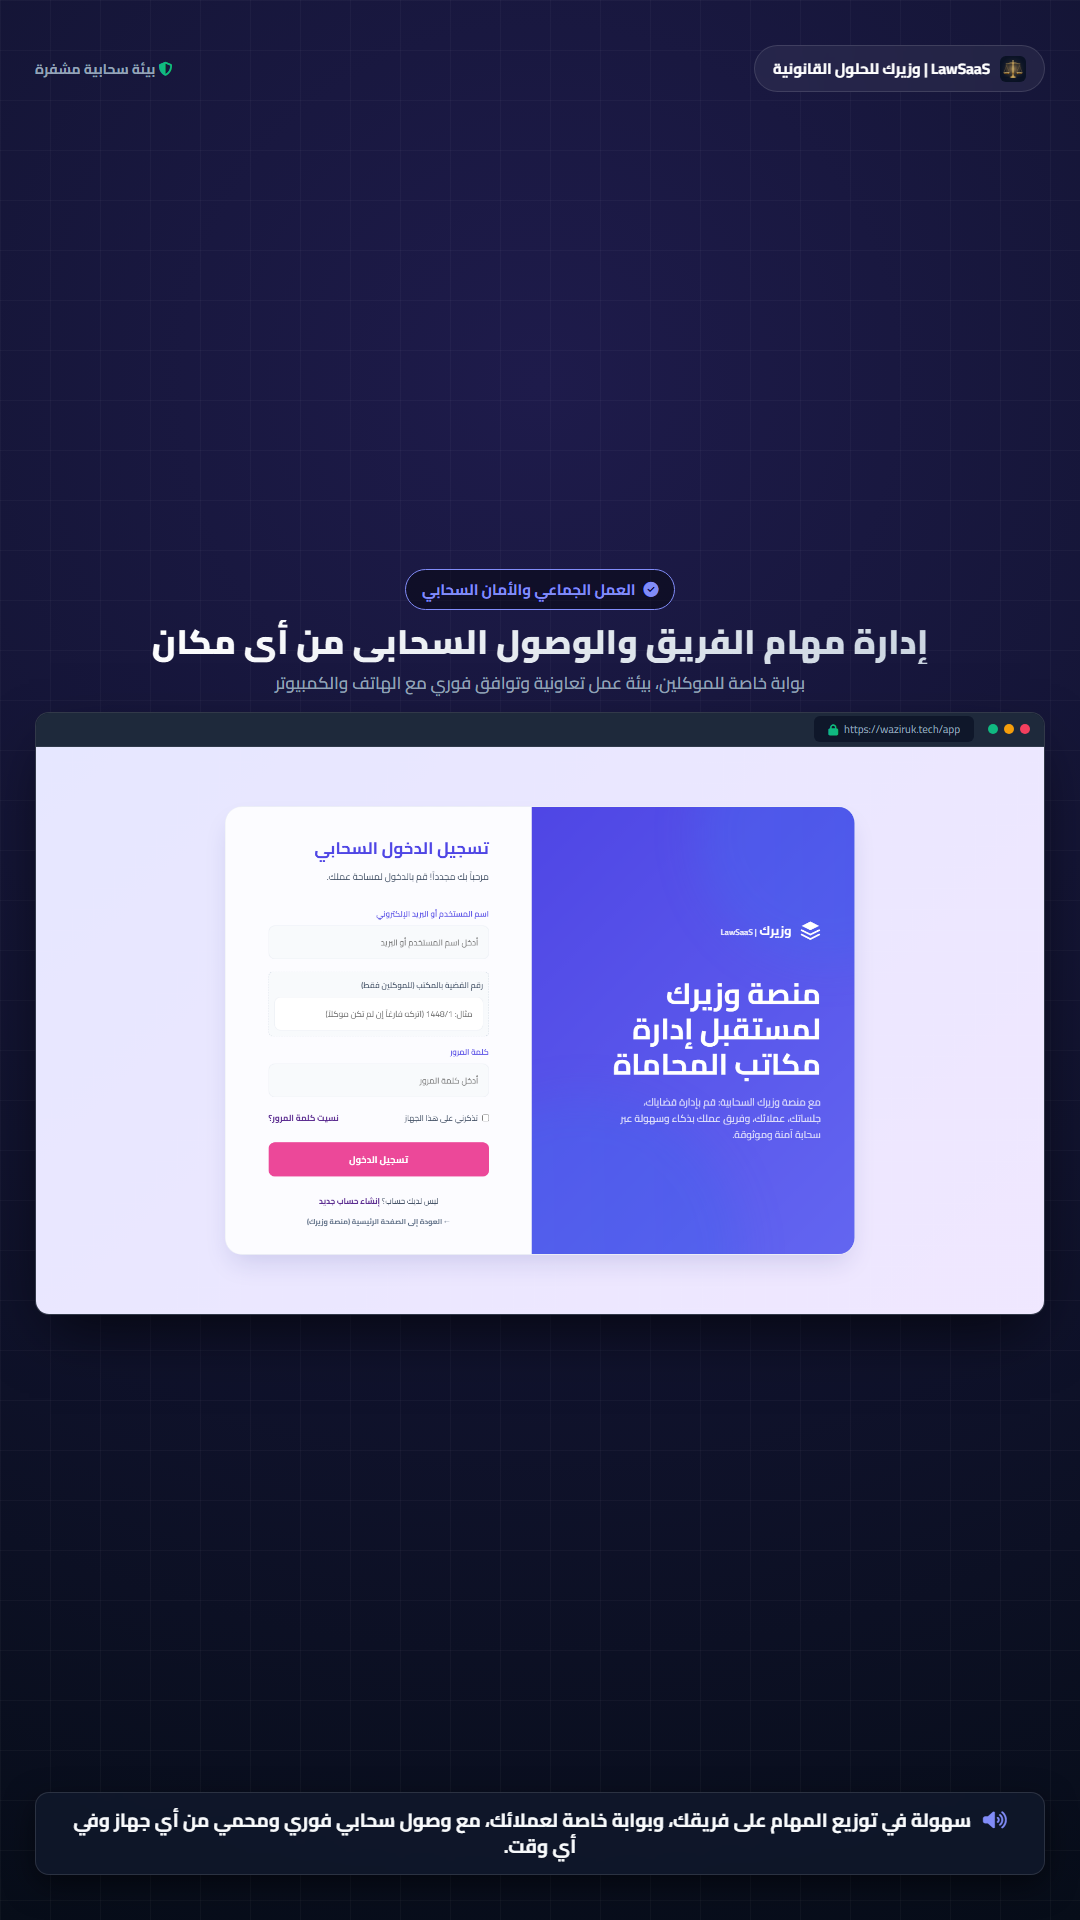 LawSaaS | وزيرك للحلول القانونية
بيئة سحابية مشفرة
العمل الجماعي والأمان السحابي
إدارة مهام الفريق والوصول السحابي من أي مكان
بوابة خاصة للموكلين، بيئة عمل تعاونية وتوافق فوري مع الهاتف والكمبيوتر
https://waziruk.tech/app
وزيرك | LawSaaS
منصة وزيرك
لمستقبل إدارة
مكاتب المحاماة
مع منصة وزيرك السحابية: قم بإدارة قضاياك،
جلساتك، عملائك، وفريق عملك بذكاء وسهولة عبر
سحابة آمنة وموثوقة.
تسجيل الدخول السحابي
مرحباً بك مجدداً! قم بالدخول لمساحة عملك.
اسم المستخدم أو البريد الإلكتروني
أدخل اسم المستخدم أو البريد
رقم القضية بالمكتب (للموكلين فقط)
مثال: 1448/1 (اتركه فارغاً إن لم تكن موكلاً)
كلمة المرور
أدخل كلمة المرور
تذكرني على هذا الجهاز
نسيت كلمة المرور؟
تسجيل الدخول
ليس لديك حساب؟ إنشاء حساب جديد
← العودة إلى الصفحة الرئيسية (منصة وزيرك)
سهولة في توزيع المهام على فريقك، وبوابة خاصة لعملائك، مع وصول سحابي فوري ومحمي من أي جهاز وفي
أي وقت.